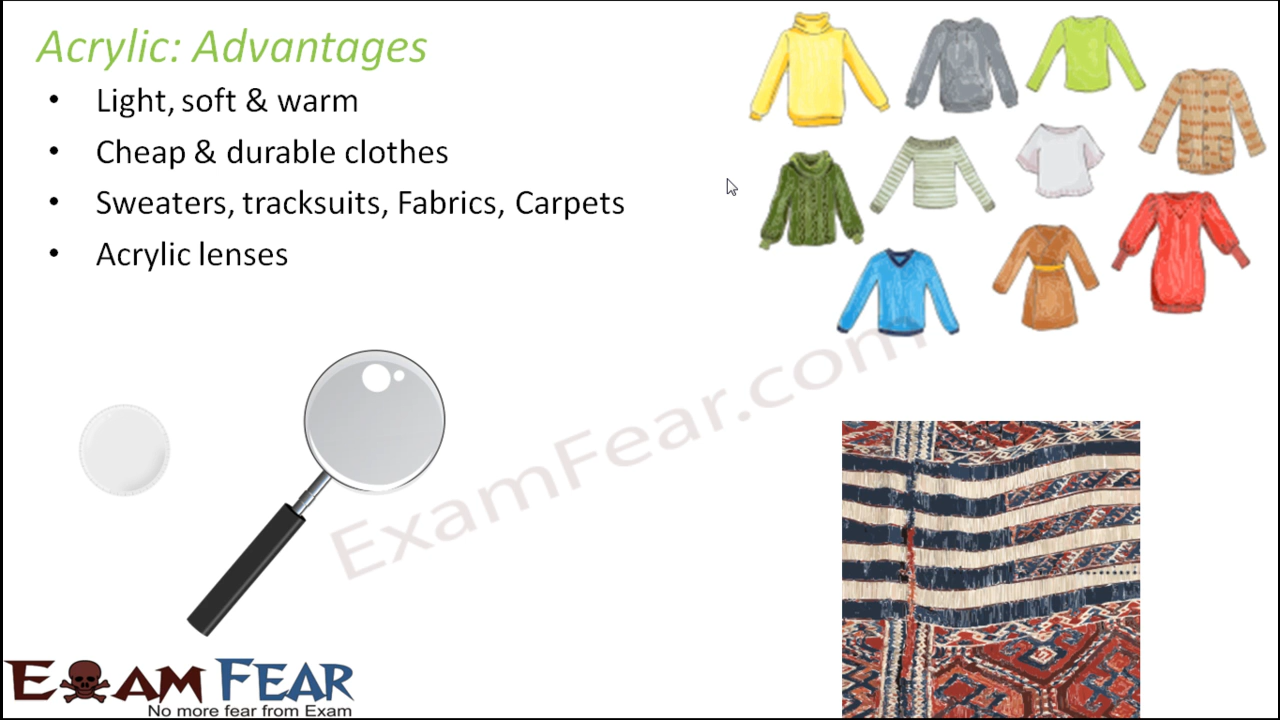 Acrylic: Advantages
• Light, soft & warm
• Cheap & durable clothes
• Sweaters, tracksuits, Fabrics, Carpets
• Acrylic lenses
ExamFear.com
EXAM FEAR
No more fear from Exam